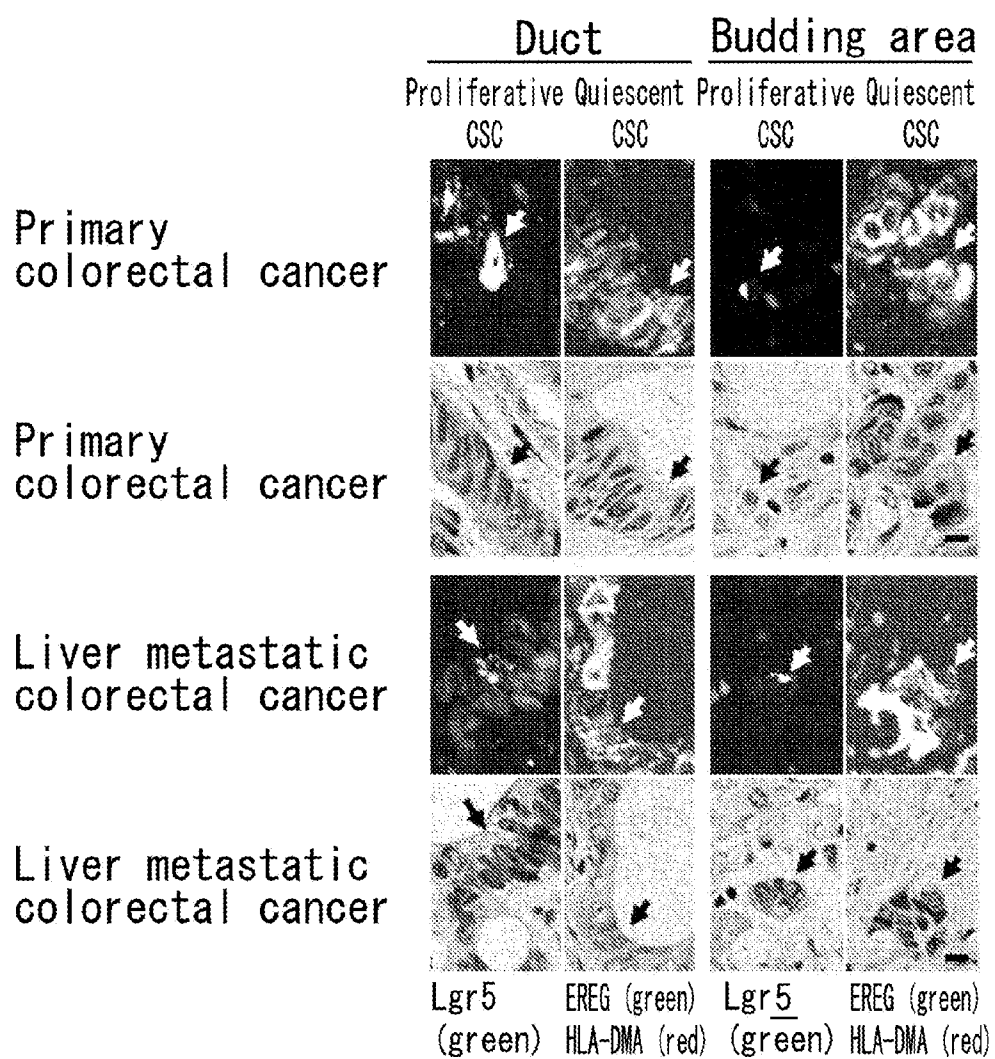 Duct Budding area
Proliferative Quiescent Proliferative Quiescent
CSC CSC CSC CSC
Primary
colorectal cancer
Primary
colorectal cancer
Liver metastatic
colorectal cancer
Liver metastatic
colorectal cancer
Lgr5 EREG (green) Lgr5 EREG (green)
(green) HLA-DMA (red) (green) HLA-DMA (red)